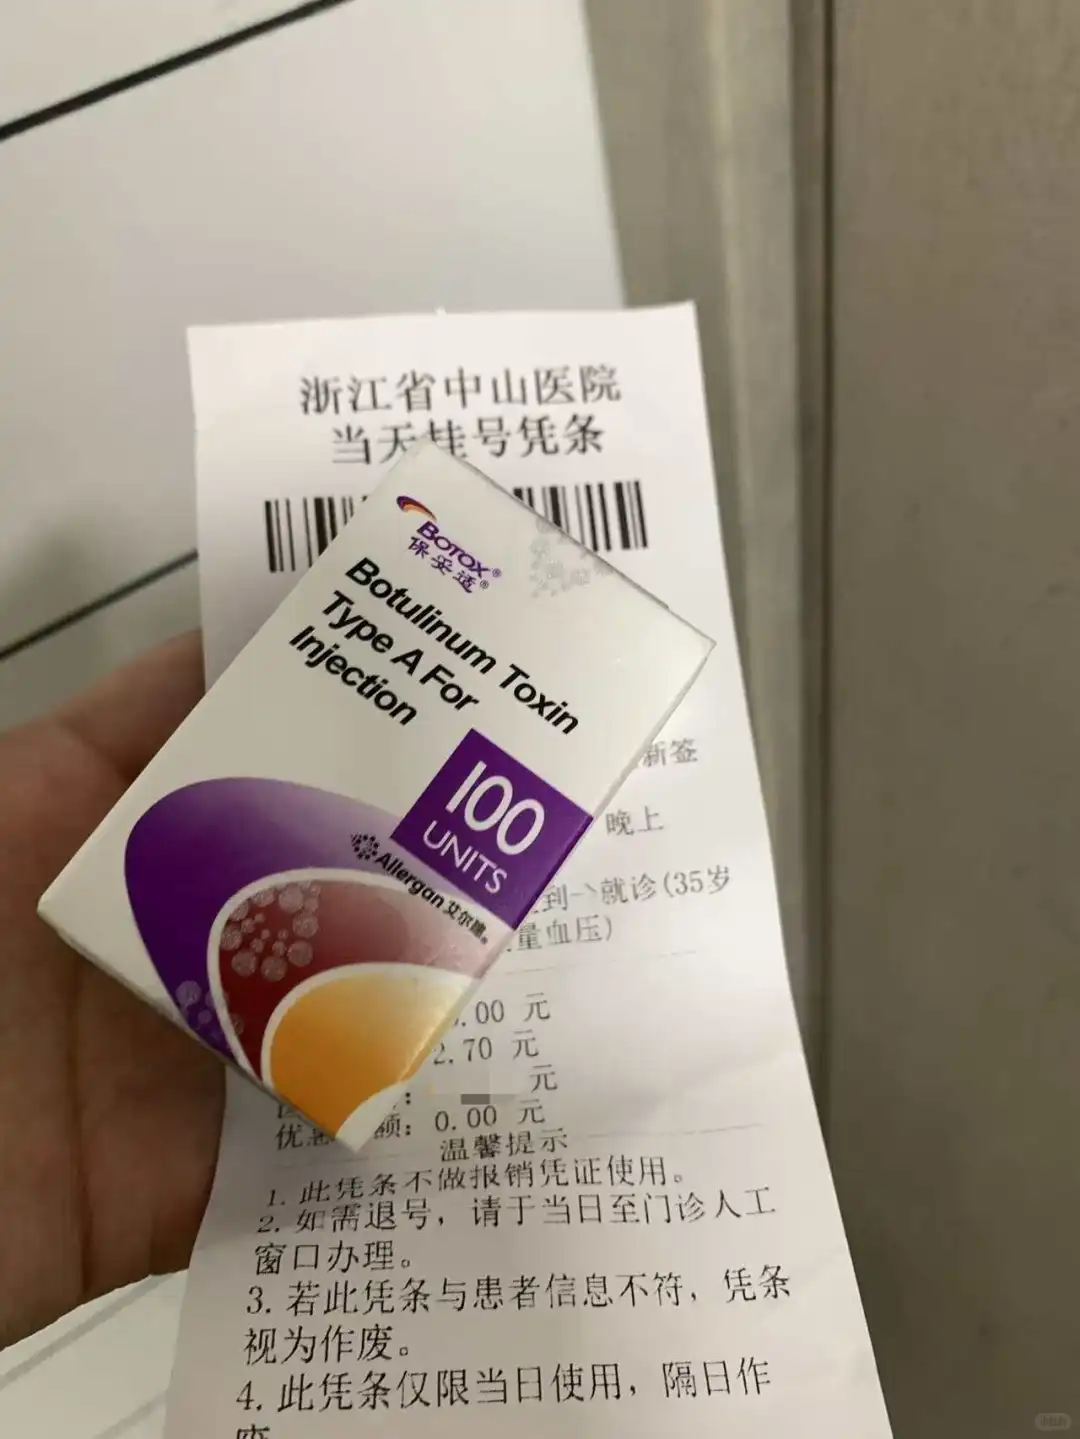 浙江省中山医院
当天挂号凭条
BOTOX®
保妥适®
Botulinum Toxin
Type A For
Injection
100
UNITS
Allergan 艾尔建®
新签
晚上
到->就诊(35岁
量血压)
.00 元
2.70 元
元
优惠 额: 0.00 元
温馨提示
1. 此凭条不做报销凭证使用。
2. 如需退号，请于当日至门诊人工
窗口办理。
3. 若此凭条与患者信息不符，凭条
视为作废。
4. 此凭条仅限当日使用，隔日作